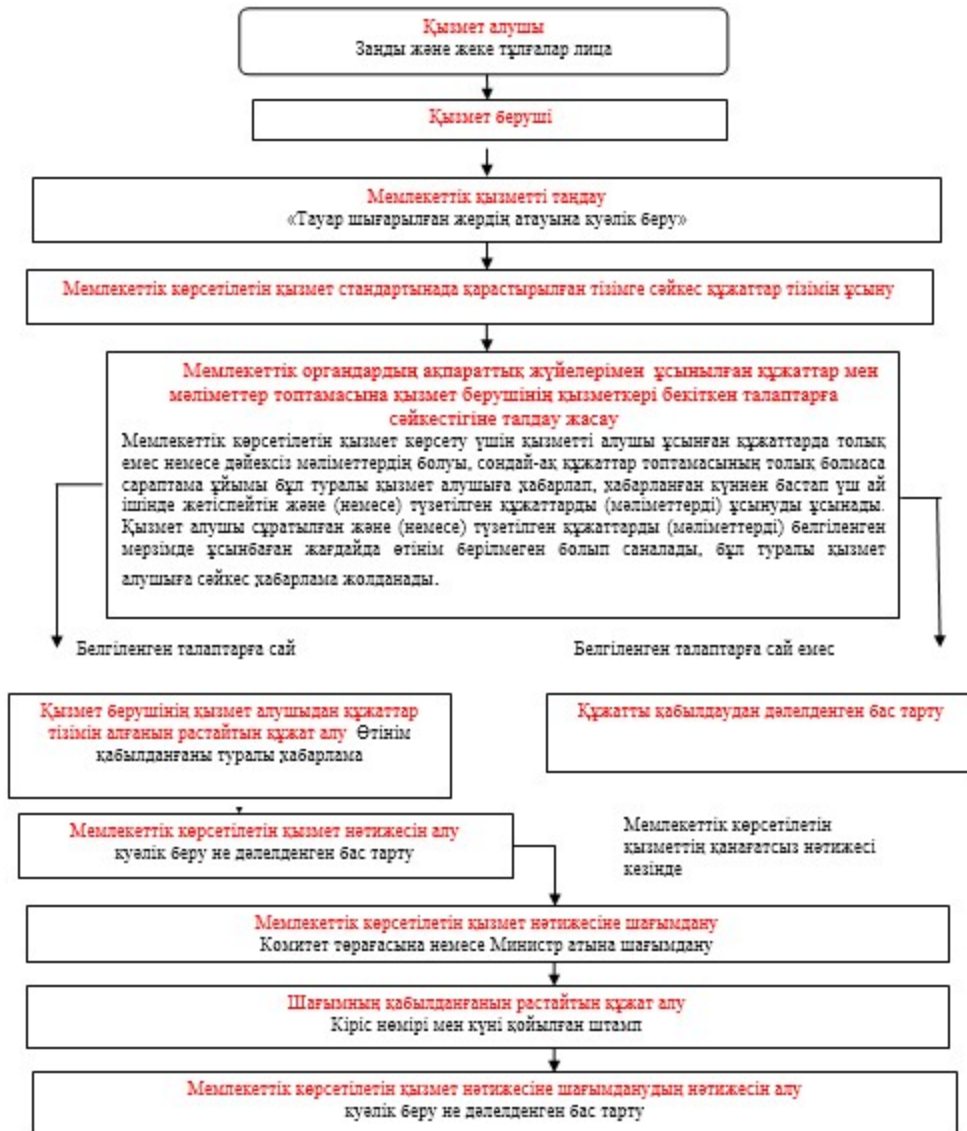 Қызмет алушы
Заңды және жеке тұлғалар лица
Қызмет беруші
Мемлекеттік қызметті таңдау
«Тауар шығарылған жердің атауына куәлік беру»
Мемлекеттік көрсетілетін қызмет стандартынада қарастырылған тізімге сәйкес құжаттар тізімін ұсыну
Мемлекеттік органдардың ақпараттық жүйелерімен ұсынылған құжаттар мен
мәліметтер топтамасына қызмет берушінің қызметкері бекіткен талаптарға
сәйкестігіне талдау жасау
Мемлекеттік көрсетілетін қызмет көрсету үшін қызметті алушы ұсынған құжаттарда толық
емес немесе дәйексіз мәліметтердің болуы, сондай-ақ құжаттар топтамасының толық болмаса
сараптама ұйымы бұл туралы қызмет алушыға хабарлап, хабарланған күннен бастап үш ай
ішінде жетіспейтін және (немесе) түзетілген құжаттарды (мәліметтерді) ұсынуды ұсынады.
Қызмет алушы сұратылған және (немесе) түзетілген құжаттарды (мәліметтерді) белгіленген
мерзімде ұсынбаған жағдайда өтінім берілмеген болып саналады, бұл туралы қызмет
алушыға сәйкес хабарлама жолданады.
Белгіленген талаптарға сай
Белгіленген талаптарға сай емес
Қызмет берушінің қызмет алушыдан құжаттар
тізімін алғанын растайтын құжат алу Өтінім
қабылданғаны туралы хабарлама
Құжатты қабылдаудан дәлелденген бас тарту
Мемлекеттік көрсетілетін қызмет нәтижесін алу
куәлік беру не дәлелденген бас тарту
Мемлекеттік көрсетілетін
қызметтің қанағатсыз нәтижесі
кезінде
Мемлекеттік көрсетілетін қызмет нәтижесіне шағымдану
Комитет төрағасына немесе Министр атына шағымдану
Шағымның қабылданғанын растайтын құжат алу
Кіріс нөмірі мен күні қойылған штамп
Мемлекеттік көрсетілетін қызмет нәтижесіне шағымданудың нәтижесін алу
куәлік беру не дәлелденген бас тарту